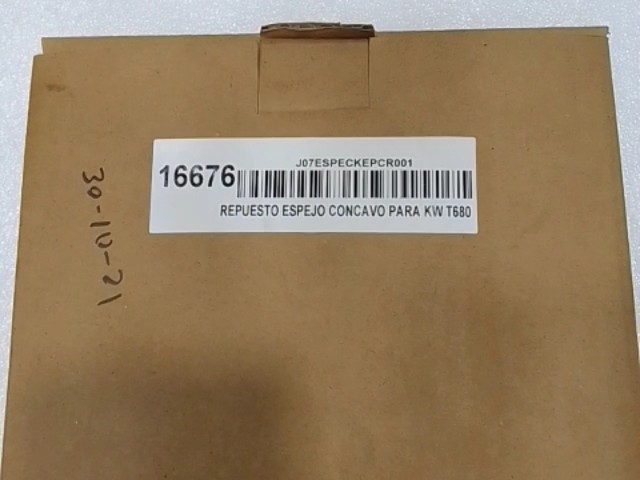 J07ESPECKEPCR001
16676
REPUESTO ESPEJO CONCAVO PARA KW T680
30-10-21